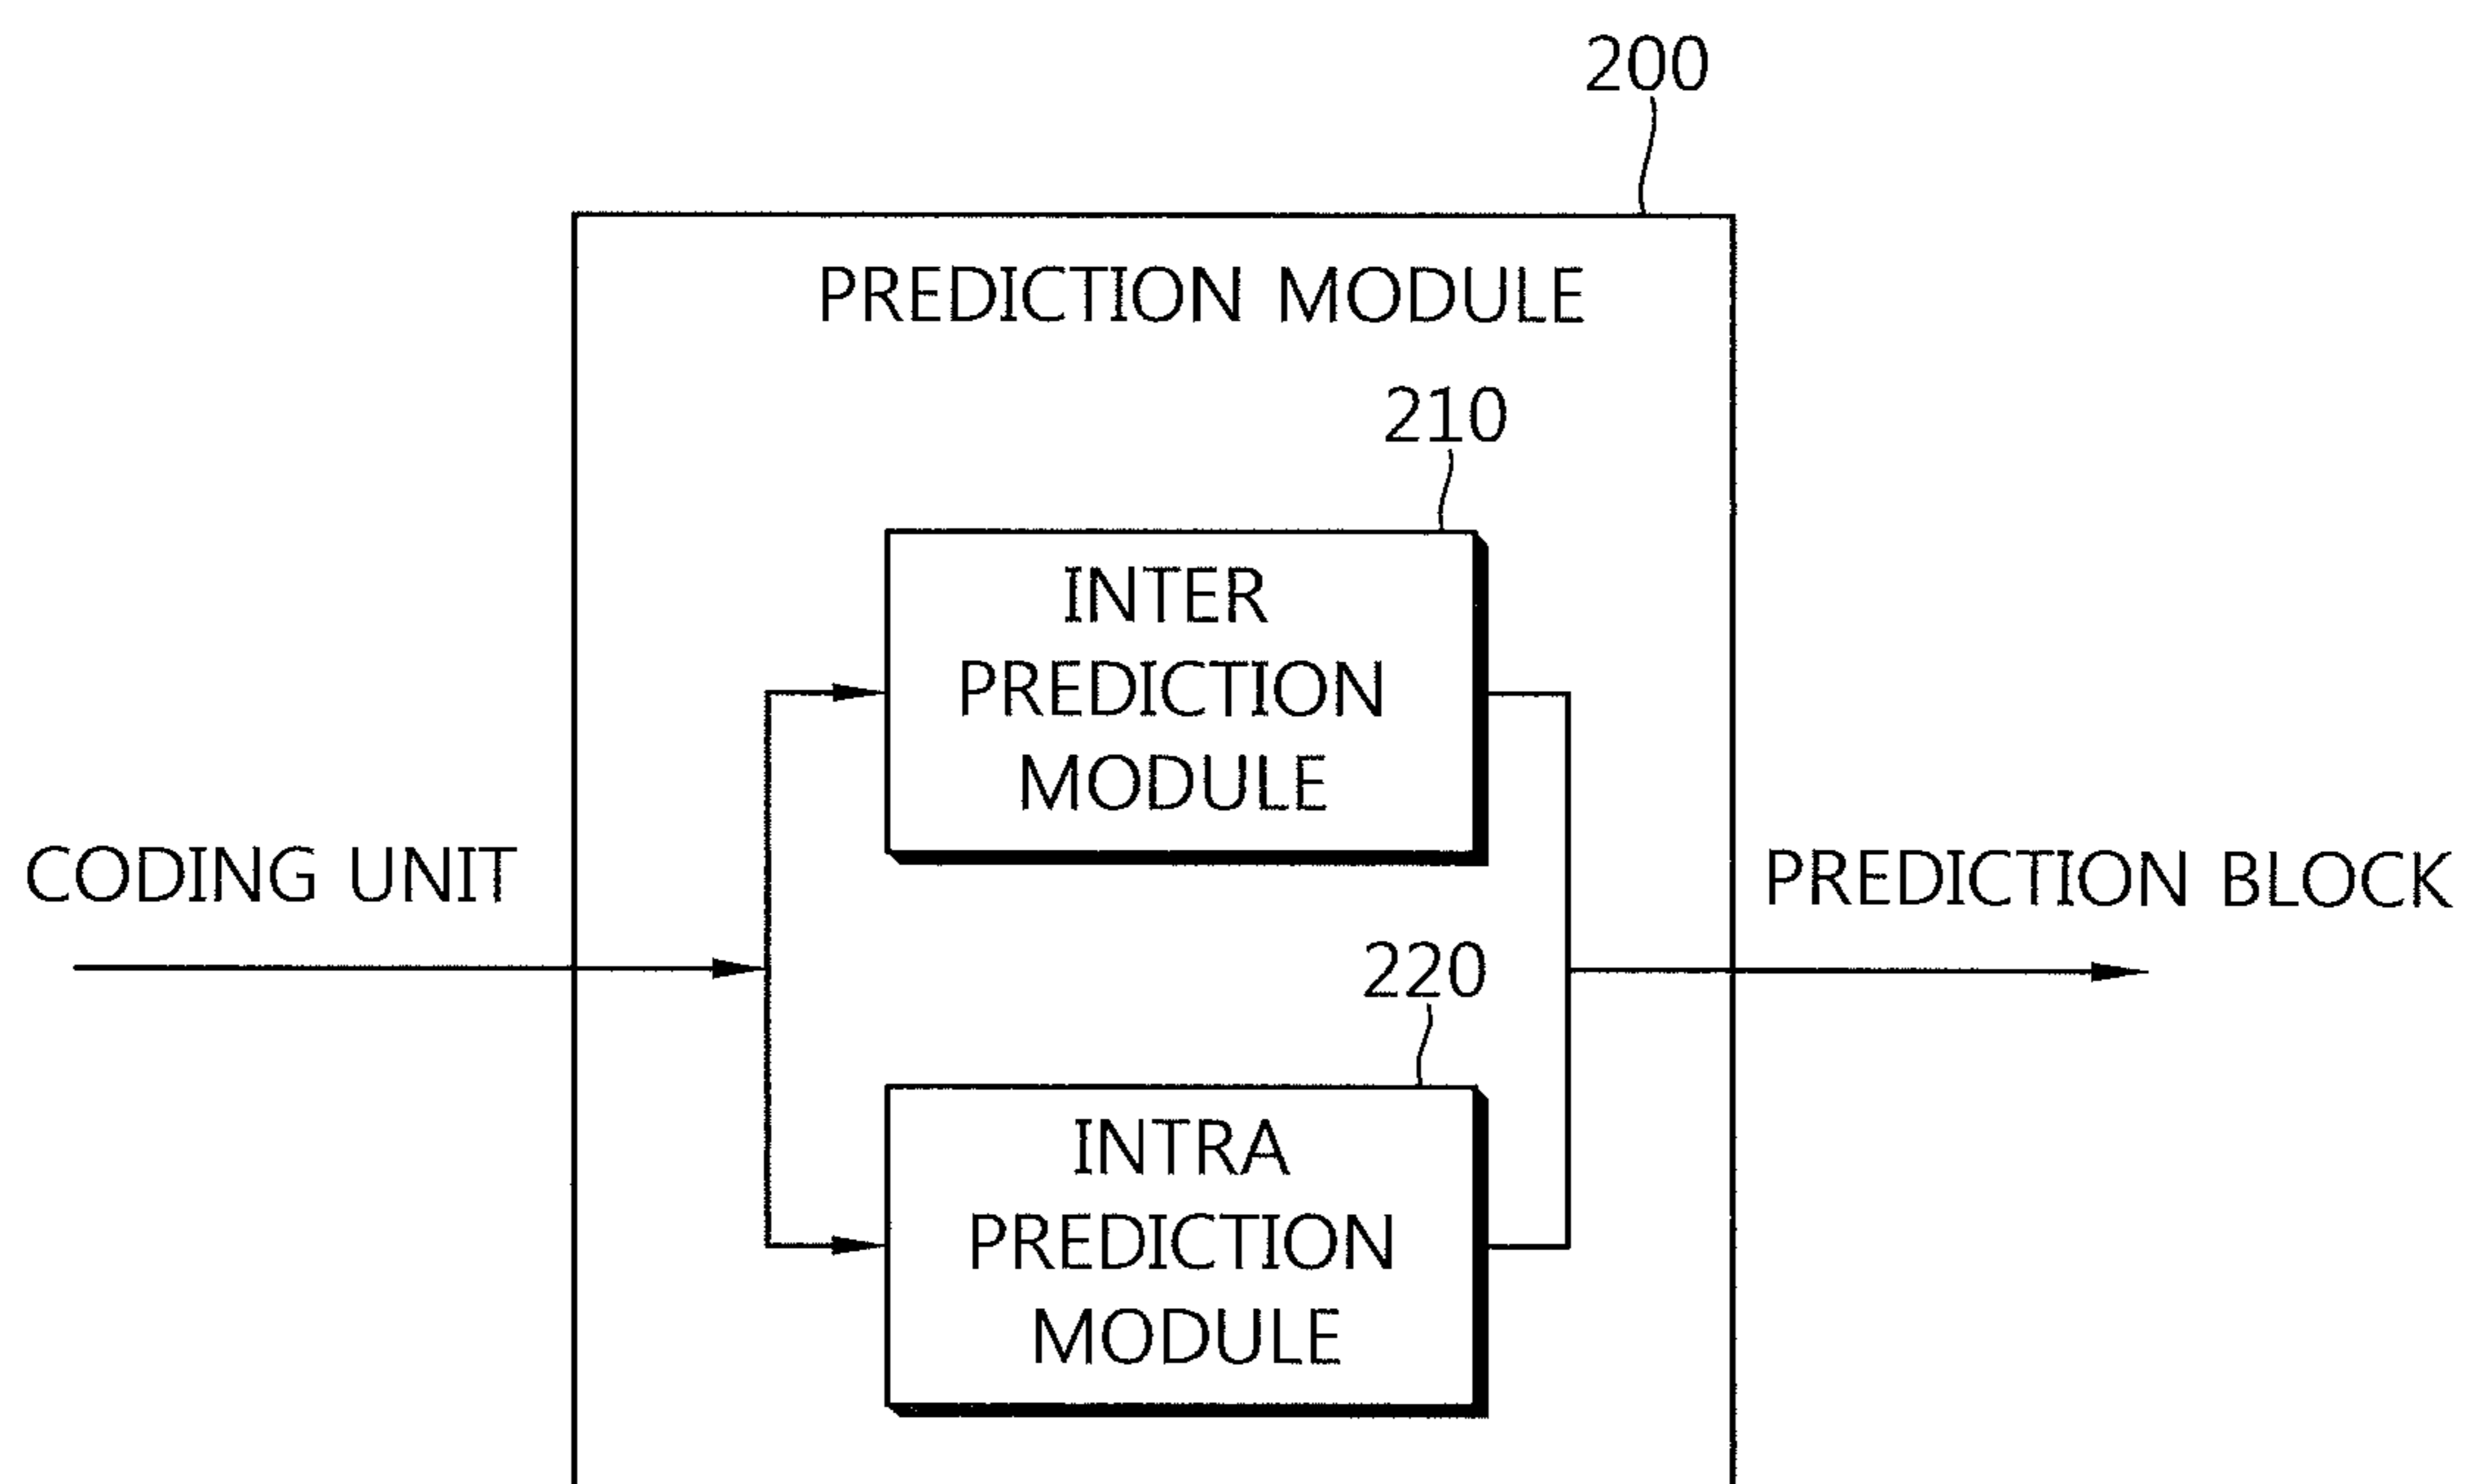 200
PREDICTION MODULE
210
INTER
PREDICTION
MODULE
CODING UNIT
PREDICTION BLOCK
220
INTRA
PREDICTION
MODULE